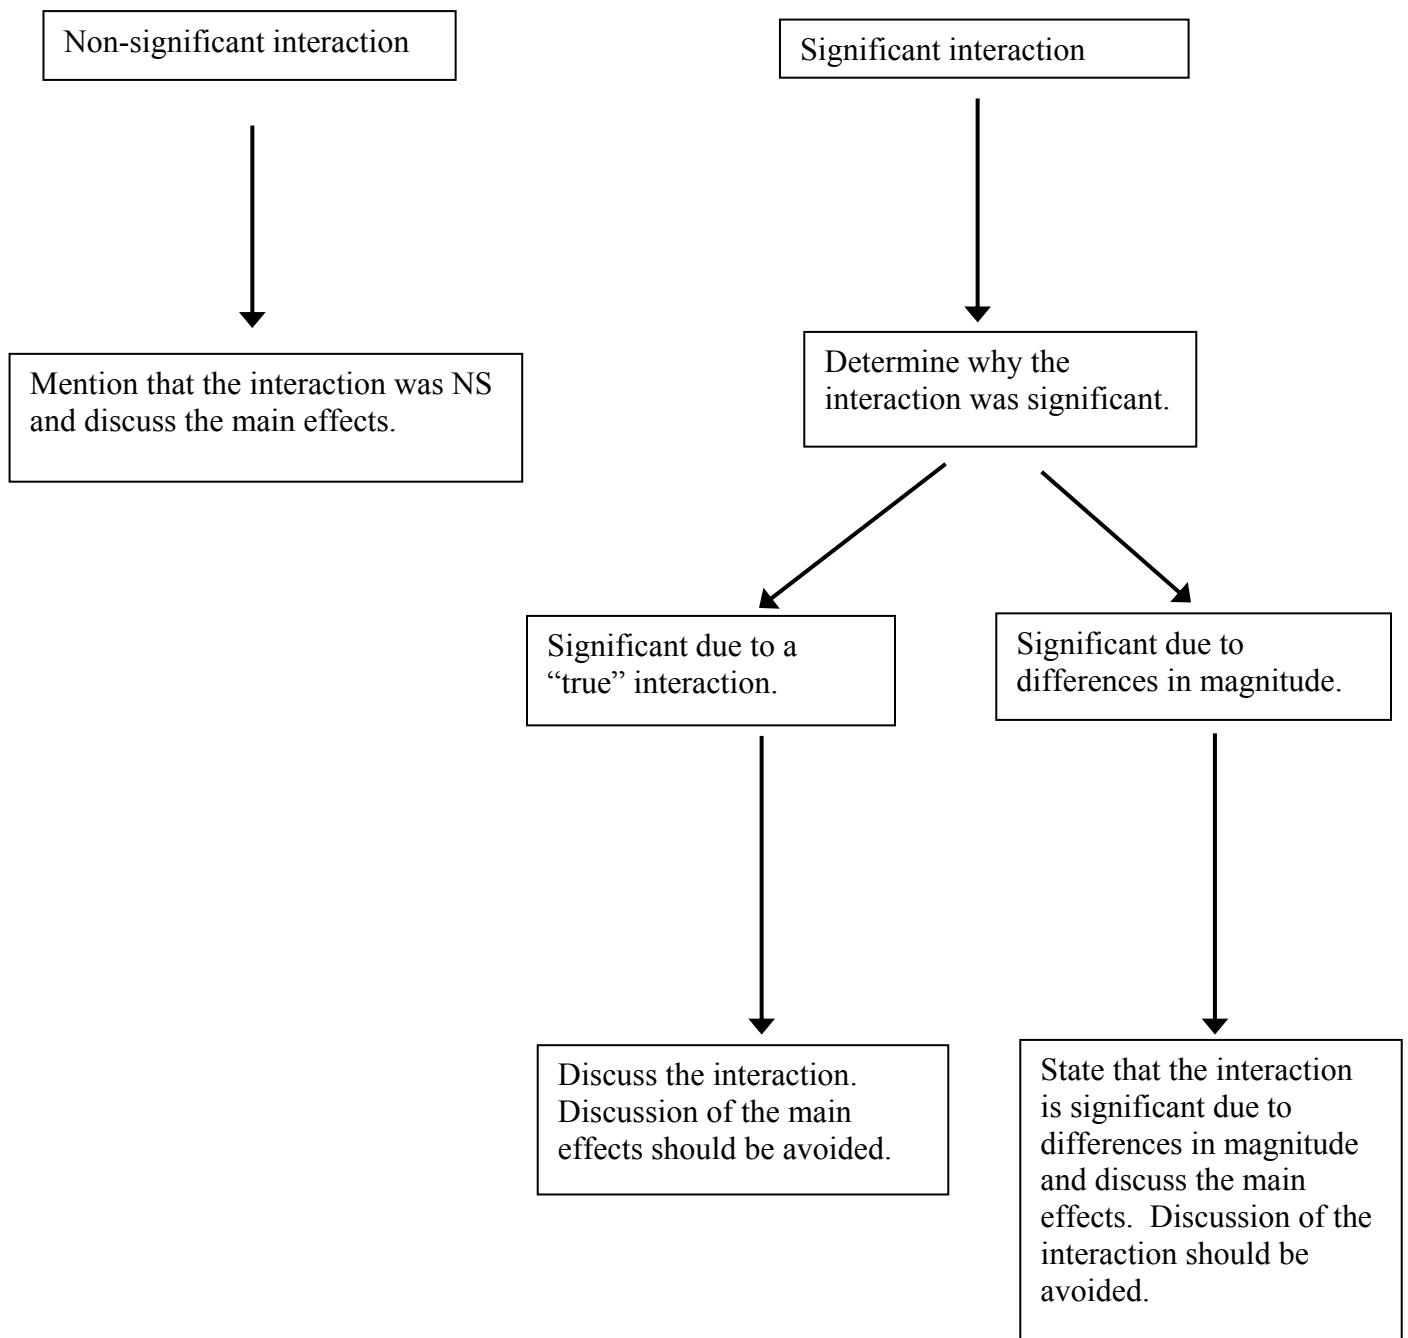 Non-significant interaction
Significant interaction
Mention that the interaction was NS
and discuss the main effects.
Determine why the
interaction was significant.
Significant due to a
“true” interaction.
Significant due to
differences in magnitude.
Discuss the interaction.
Discussion of the main
effects should be avoided.
State that the interaction
is significant due to
differences in magnitude
and discuss the main
effects.  Discussion of the
interaction should be
avoided.